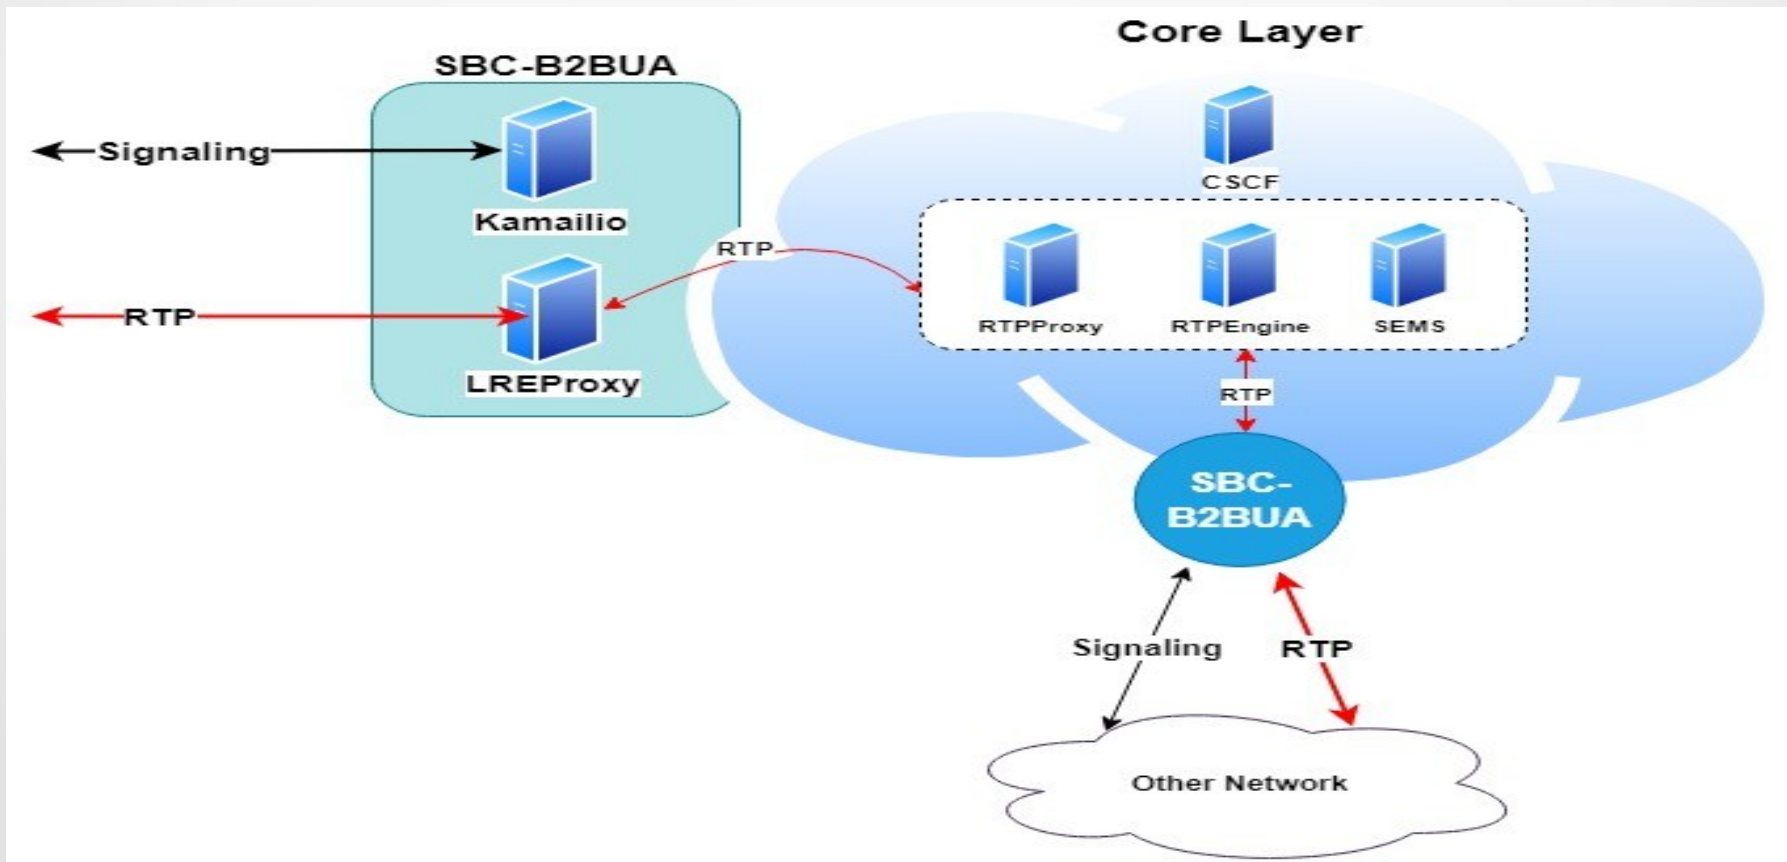 Core Layer
SBC-B2BUA
Signaling
Kamailio
RTP
LREProxy
RTP
CSCF
RTPProxy
RTPEngine
SEMS
RTP
SBC-
B2BUA
Signaling
RTP
Other Network